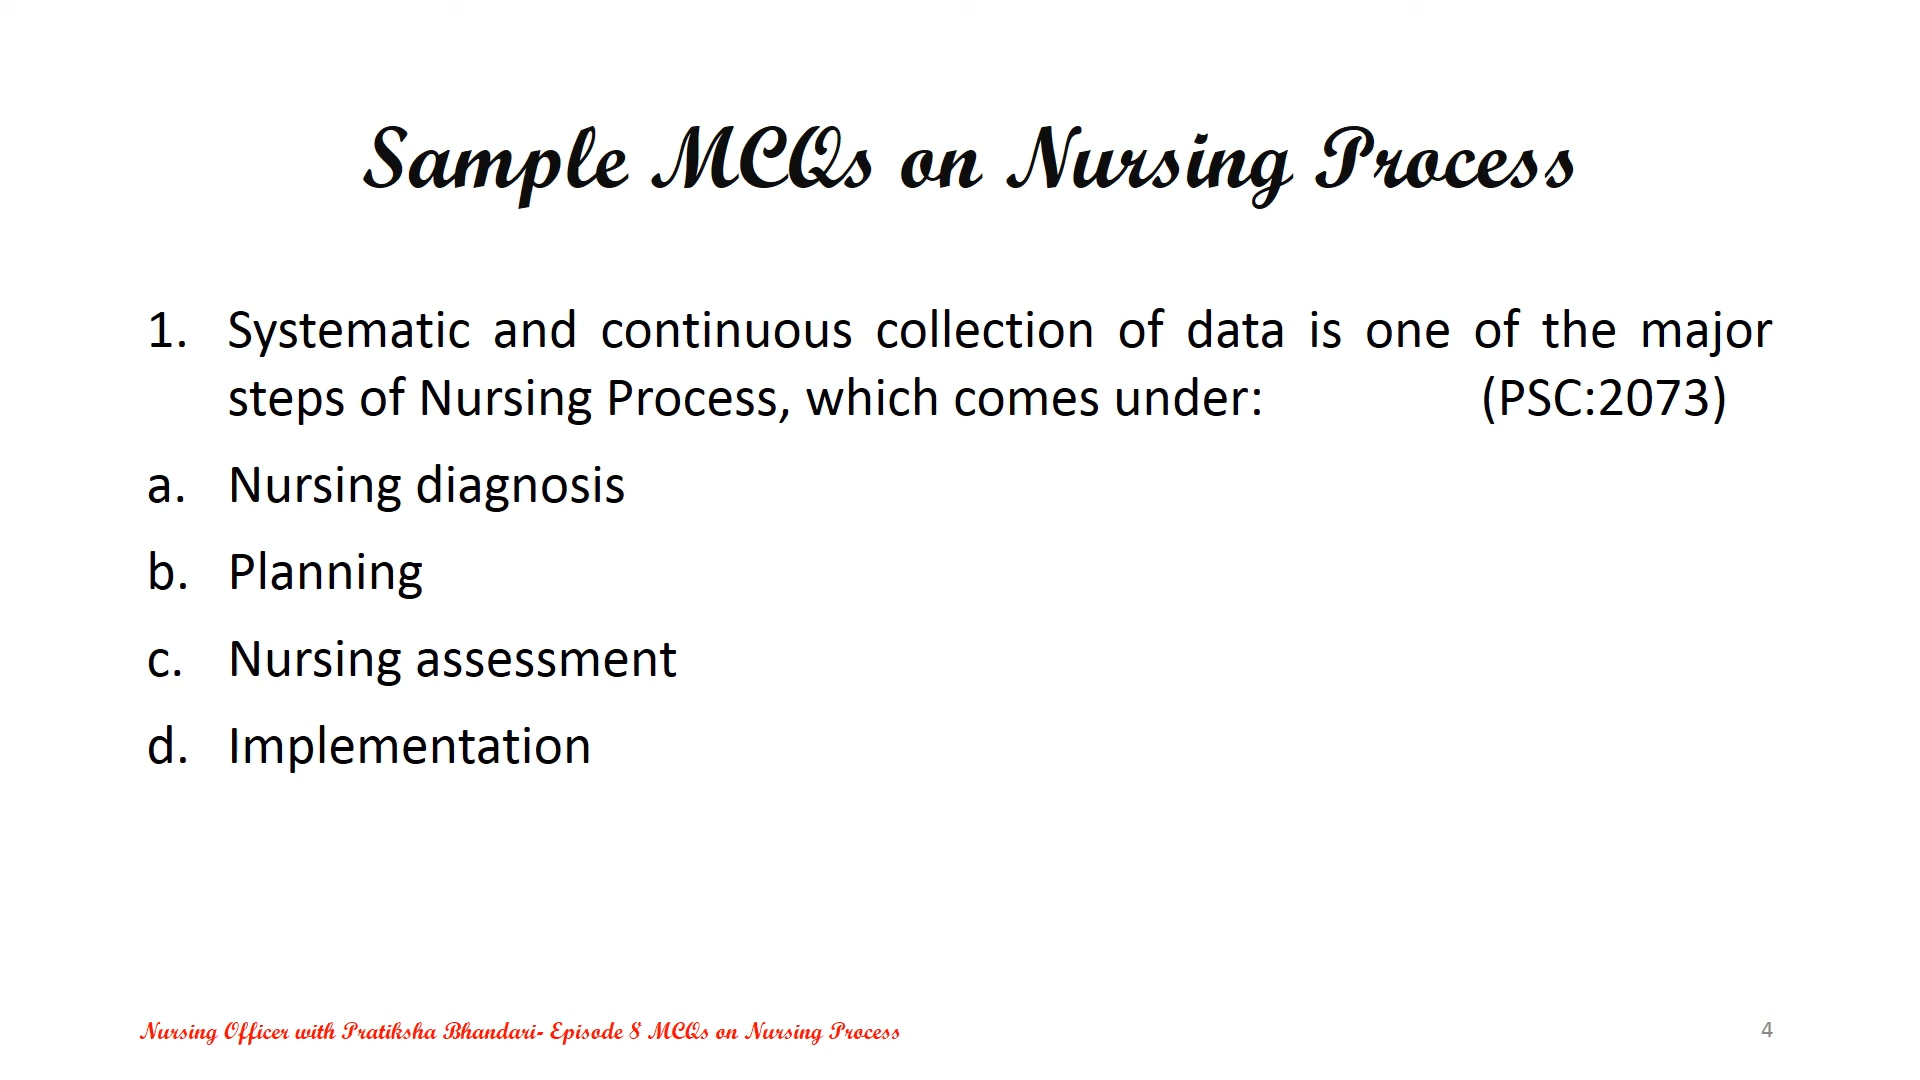 Sample MCQs on Nursing Process
1. Systematic and continuous collection of data is one of the major
steps of Nursing Process, which comes under: (PSC:2073)
a. Nursing diagnosis
b. Planning
c. Nursing assessment
d. Implementation
Nursing Officer with Pratiksha Bhandari- Episode 8 MCQs on Nursing Process
4